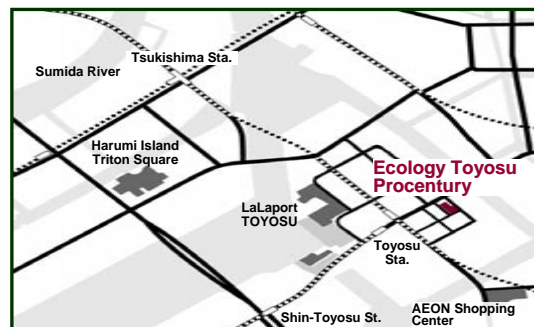 Tsukishima Sta.
Sumida River
Harumi Island
Triton Square
Ecology Toyosu
Procentury
LaLaport
TOYOSU
Toyosu
Sta.
Shin-Toyosu St.
AEON Shopping
Center